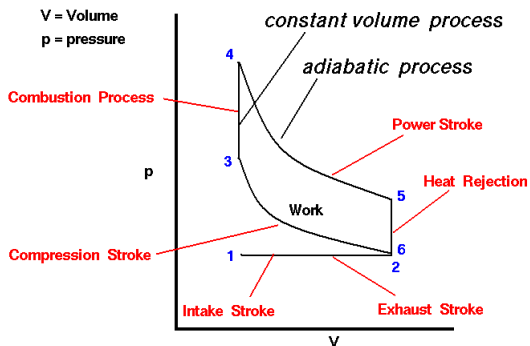 V = Volume
p = pressure
constant volume process
adiabatic process
4
Combustion Process
Power Stroke
3
p
5
Heat Rejection
Work
Compression Stroke
6
1
2
Intake Stroke
Exhaust Stroke
V